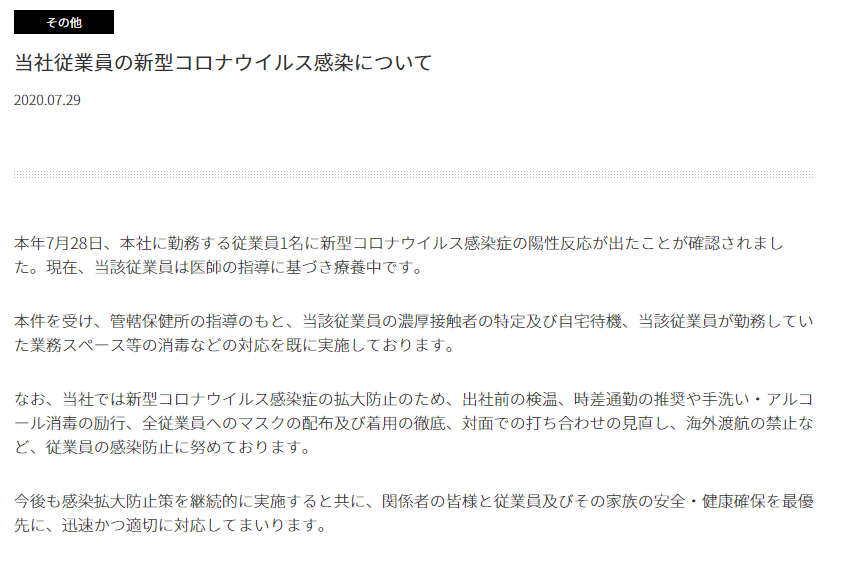 その他
当社従業員の新型コロナウイルス感染について
2020.07.29
本年7月28日、本社に勤務する従業員1名に新型コロナウイルス感染症の陽性反応が出たことが確認されまし
た。現在、当該従業員は医師の指導に基づき療養中です。
本件を受け、管轄保健所の指導のもと、当該従業員の濃厚接触者の特定及び自宅待機、当該従業員が勤務してい
た業務スペース等の消毒などの対応を既に実施しております。
なお、当社では新型コロナウイルス感染症の拡大防止のため、出社前の検温、時差通勤の推奨や手洗い・アルコ
ール消毒の励行、全従業員へのマスクの配布及び着用の徹底、対面での打ち合わせの見直し、海外渡航の禁止な
ど、従業員の感染防止に努めております。
今後も感染拡大防止策を継続的に実施すると共に、関係者の皆様と従業員及びその家族の安全・健康確保を最優
先に、迅速かつ適切に対応してまいります。